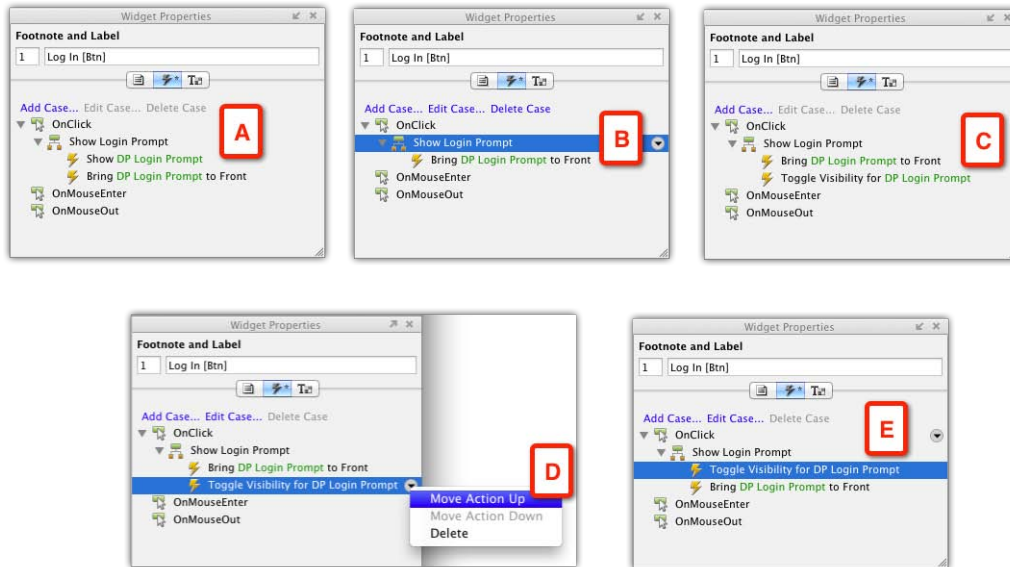 Widget Properties
Footnote and Label
1 Log In [Btn]
Add Case... Edit Case... Delete Case
OnClick
Show Login Prompt
Show DP Login Prompt
Bring DP Login Prompt to Front
OnMouseEnter
OnMouseOut
A
Widget Properties
Footnote and Label
1 Log In [Btn]
Add Case... Edit Case... Delete Case
OnClick
Show Login Prompt
Bring DP Login Prompt to Front
OnMouseEnter
OnMouseOut
B
Widget Properties
Footnote and Label
1 Log In [Btn]
Add Case... Edit Case... Delete Case
OnClick
Show Login Prompt
Bring DP Login Prompt to Front
Toggle Visibility for DP Login Prompt
OnMouseEnter
OnMouseOut
C
Widget Properties
Footnote and Label
1 Log In [Btn]
Add Case... Edit Case... Delete Case
OnClick
Show Login Prompt
Bring DP Login Prompt to Front
Toggle Visibility for DP Login Prompt
OnMouseEnter
OnMouseOut
D
Move Action Up
Move Action Down
Delete
Widget Properties
Footnote and Label
1 Log In [Btn]
Add Case... Edit Case... Delete Case
OnClick
Show Login Prompt
Toggle Visibility for DP Login Prompt
Bring DP Login Prompt to Front
OnMouseEnter
OnMouseOut
E